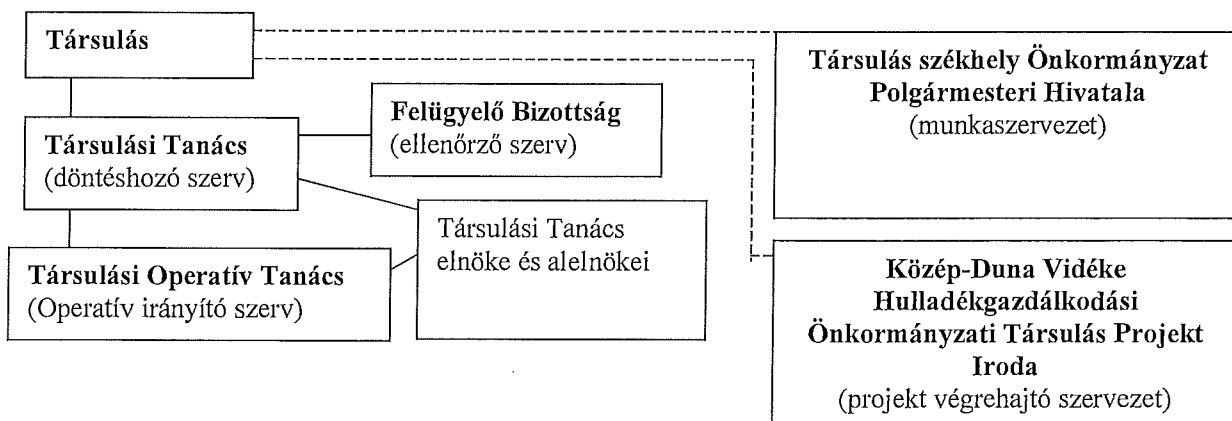 Társulás
Társulási Tanács
(döntéshozó szerv)
Felügyelő Bizottság
(ellenőrző szerv)
Társulási Tanács
elnöke és alelnökei
Társulási Operatív Tanács
(Operatív irányító szerv)
Társulás székhely Önkormányzat
Polgármesteri Hivatala
(munkaszervezet)
Közép-Duna Vidéke
Hulladékgazdálkodási
Önkormányzati Társulás Projekt
Iroda
(projekt végrehajtó szervezet)